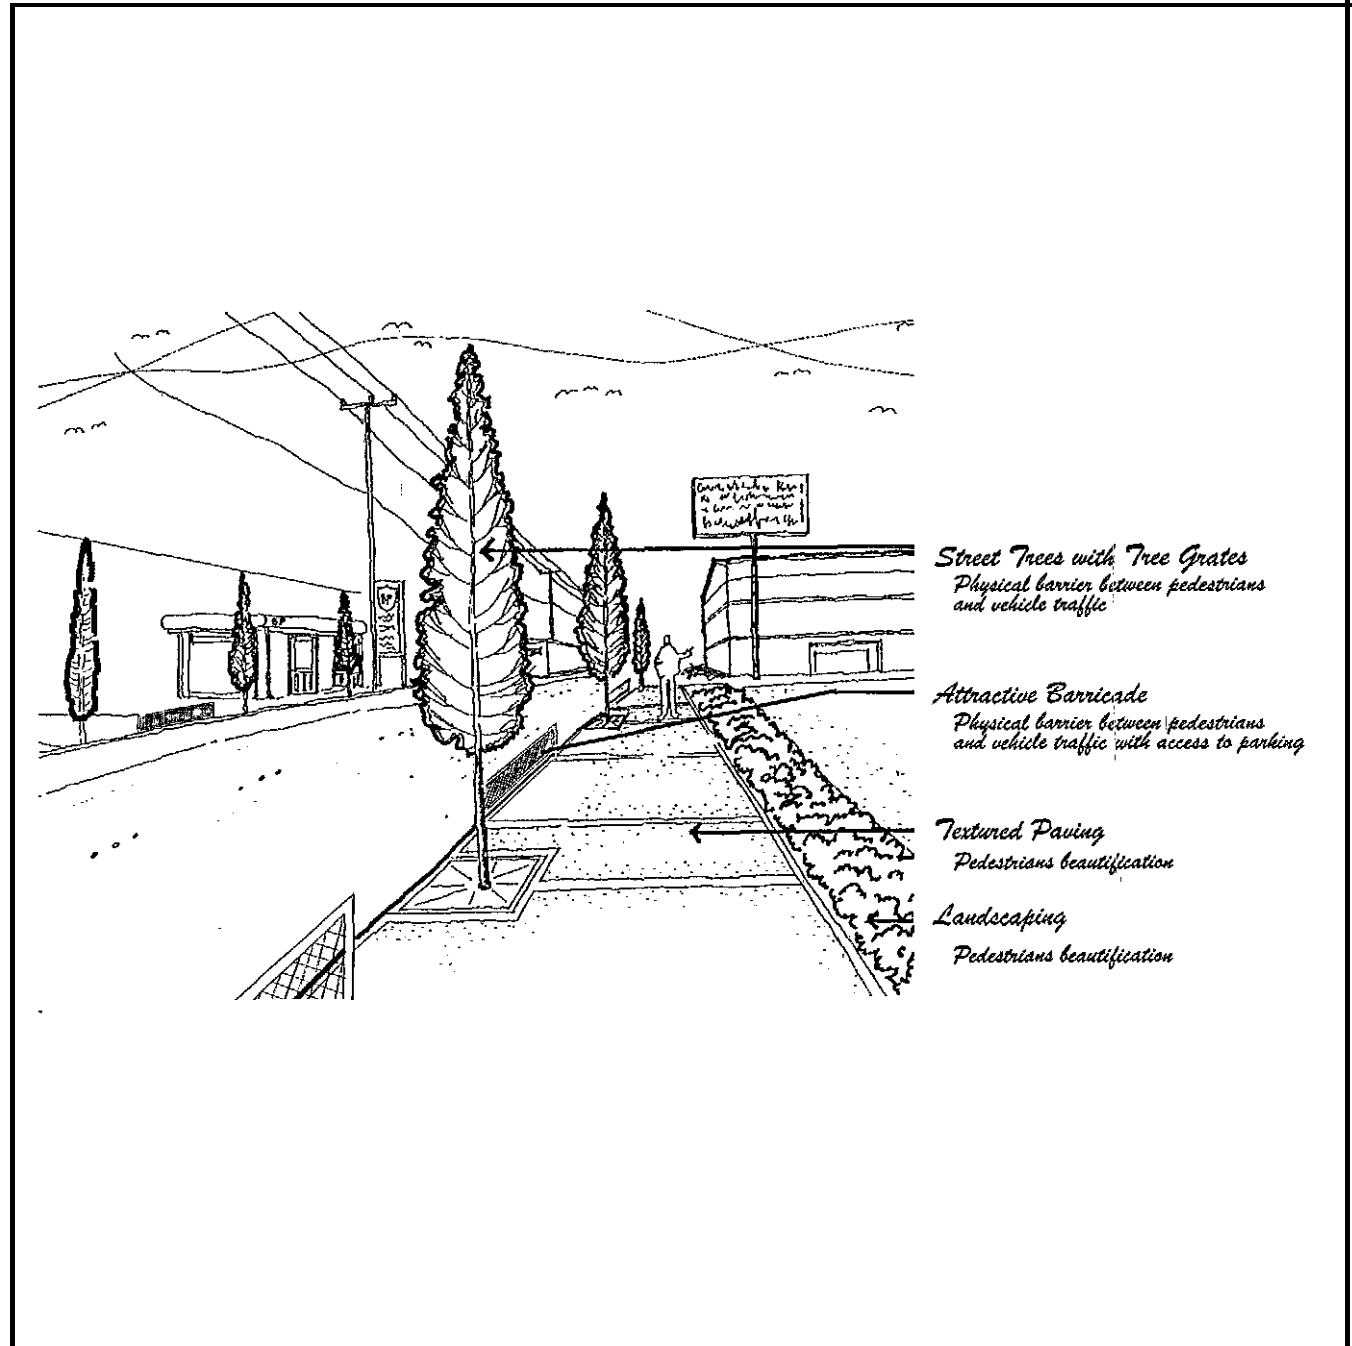 BP
Street Trees with Tree Grates
Physical barrier between pedestrians
and vehicle traffic
Attractive Barricade
Physical barrier between pedestrians
and vehicle traffic with access to parking
Textured Paving
Pedestrians beautification
Landscaping
Pedestrians beautification